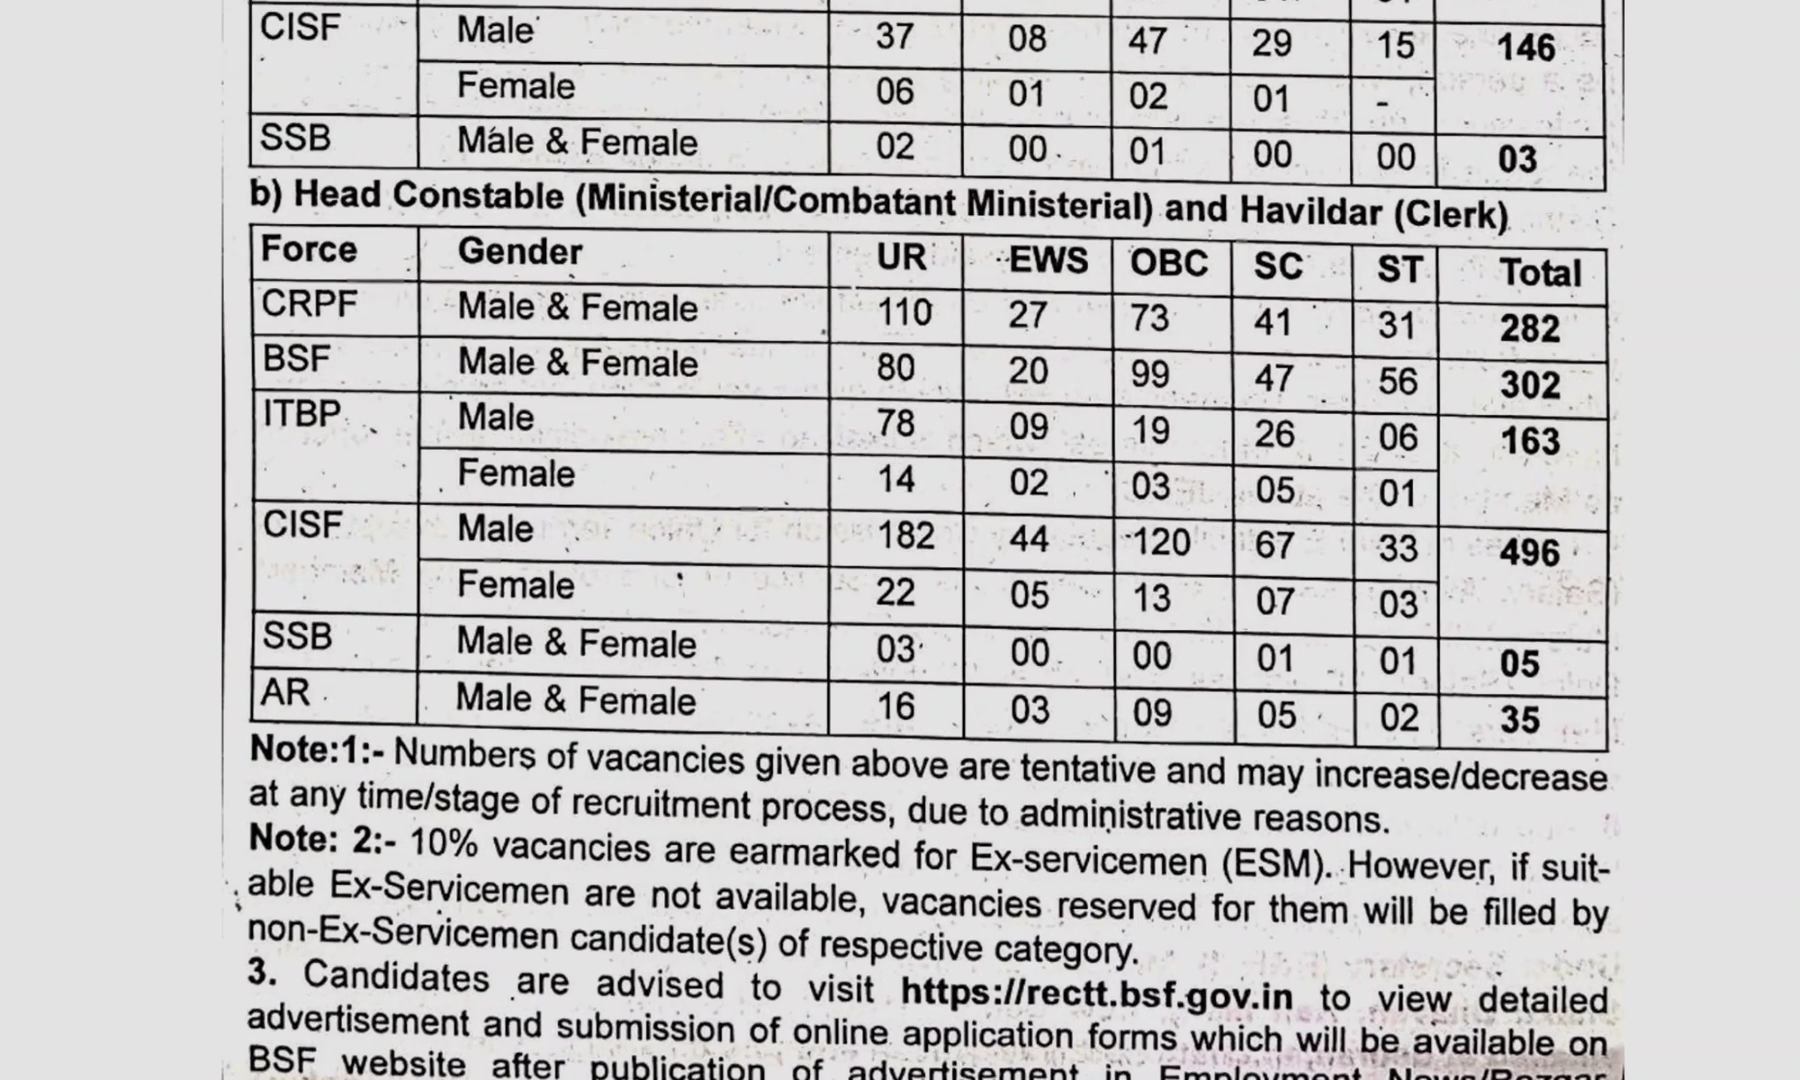 CISF Male 37 08 47 29 15 146
Female 06 01 02 01 -
SSB Male & Female 02 00 01 00 00 03
b) Head Constable (Ministerial/Combatant Ministerial) and Havildar (Clerk)
Force Gender UR EWS OBC SC ST Total
CRPF Male & Female 110 27 73 41 31 282
BSF Male & Female 80 20 99 47 56 302
ITBP Male 78 09 19 26 06 163
Female 14 02 03 05 01
CISF Male 182 44 120 67 33 496
Female 22 05 13 07 03
SSB Male & Female 03 00 00 01 01 05
AR Male & Female 16 03 09 05 02 35
Note:1:- Numbers of vacancies given above are tentative and may increase/decrease
at any time/stage of recruitment process, due to administrative reasons.
Note: 2:- 10% vacancies are earmarked for Ex-servicemen (ESM). However, if suit-
able Ex-Servicemen are not available, vacancies reserved for them will be filled by
non-Ex-Servicemen candidate(s) of respective category.
3. Candidates are advised to visit https://rectt.bsf.gov.in to view detailed
advertisement and submission of online application forms which will be available on
BSF website after publication of advertisement in Employment News/Rozgar